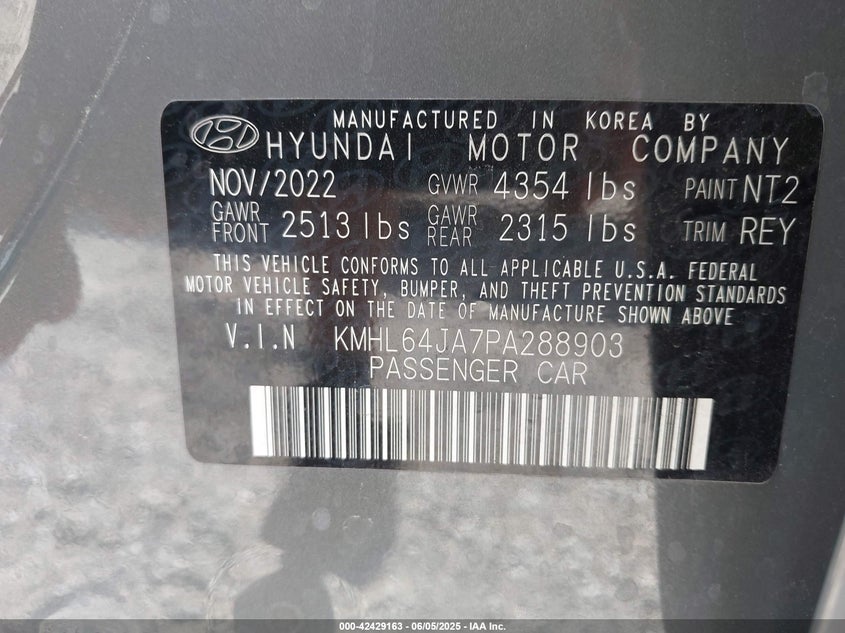 MANUFACTURED IN KOREA BY
HYUNDAI MOTOR COMPANY
NOV/2022 GVWR 4354 lbs PAINT NT2
GAWR FRONT 2513 lbs GAWR REAR 2315 lbs TRIM REY
THIS VEHICLE CONFORMS TO ALL APPLICABLE U.S.A. FEDERAL
MOTOR VEHICLE SAFETY, BUMPER, AND THEFT PREVENTION STANDARDS
IN EFFECT ON THE DATE OF MANUFACTURE SHOWN ABOVE
V.I.N KMHL64JA7PA288903
PASSENGER CAR
000-42429163 - 06/05/2025 - IAA Inc.